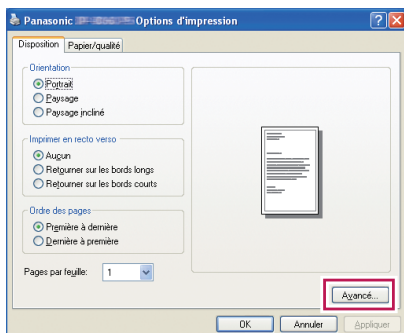 Panasonic Options d'impression
Disposition Papier/qualité
Orientation
Portrait
Paysage
Paysage incliné
Imprimer en recto verso
Aucun
Retourner sur les bords longs
Retourner sur les bords courts
Ordre des pages
Première à dernière
Dernière à première
Pages par feuille: 1
Avancé...
OK Annuler Appliquer